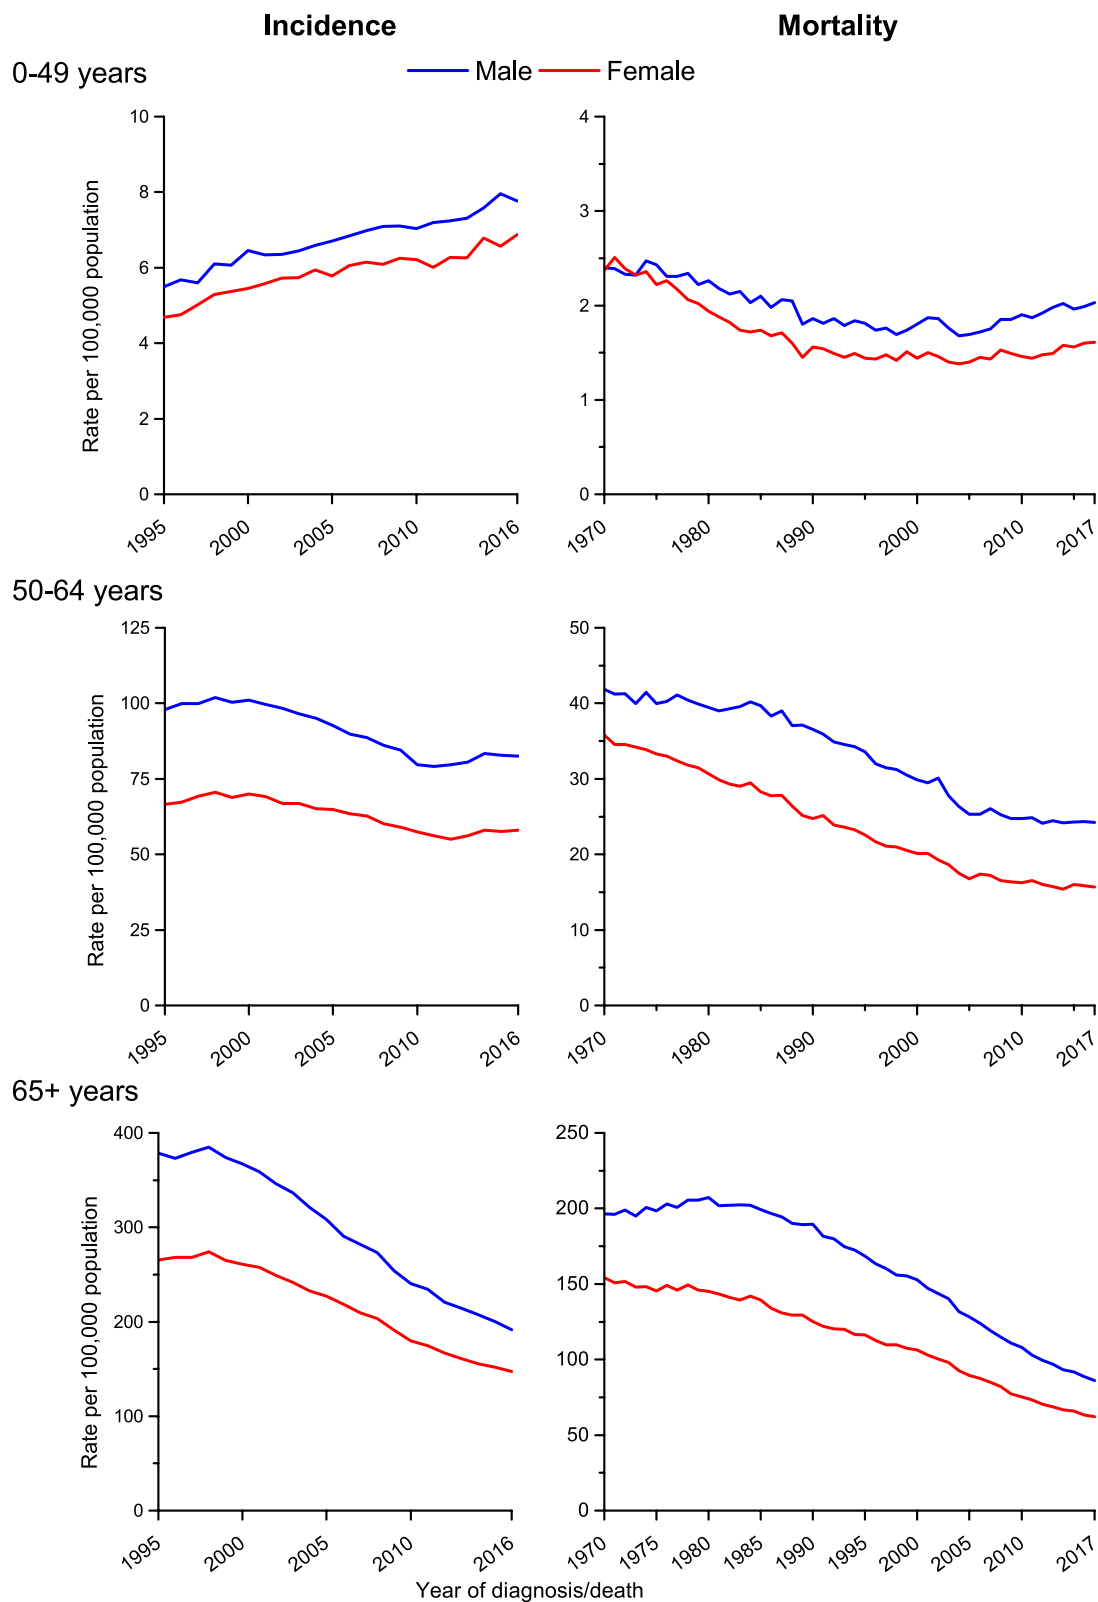 Incidence Mortality
0-49 years Male Female
Rate per 100,000 population
10
8
6
4
2
0
1995 2000 2005 2010 2016
4
3
2
1
0
1970 1980 1990 2000 2010 2017
50-64 years
Rate per 100,000 population
125
100
75
50
25
0
1995 2000 2005 2010 2016
50
40
30
20
10
0
1970 1980 1990 2000 2010 2017
65+ years
Rate per 100,000 population
400
300
200
100
0
1995 2000 2005 2010 2016
250
200
150
100
50
0
1970 1975 1980 1985 1990 1995 2000 2005 2010 2017
Year of diagnosis/death